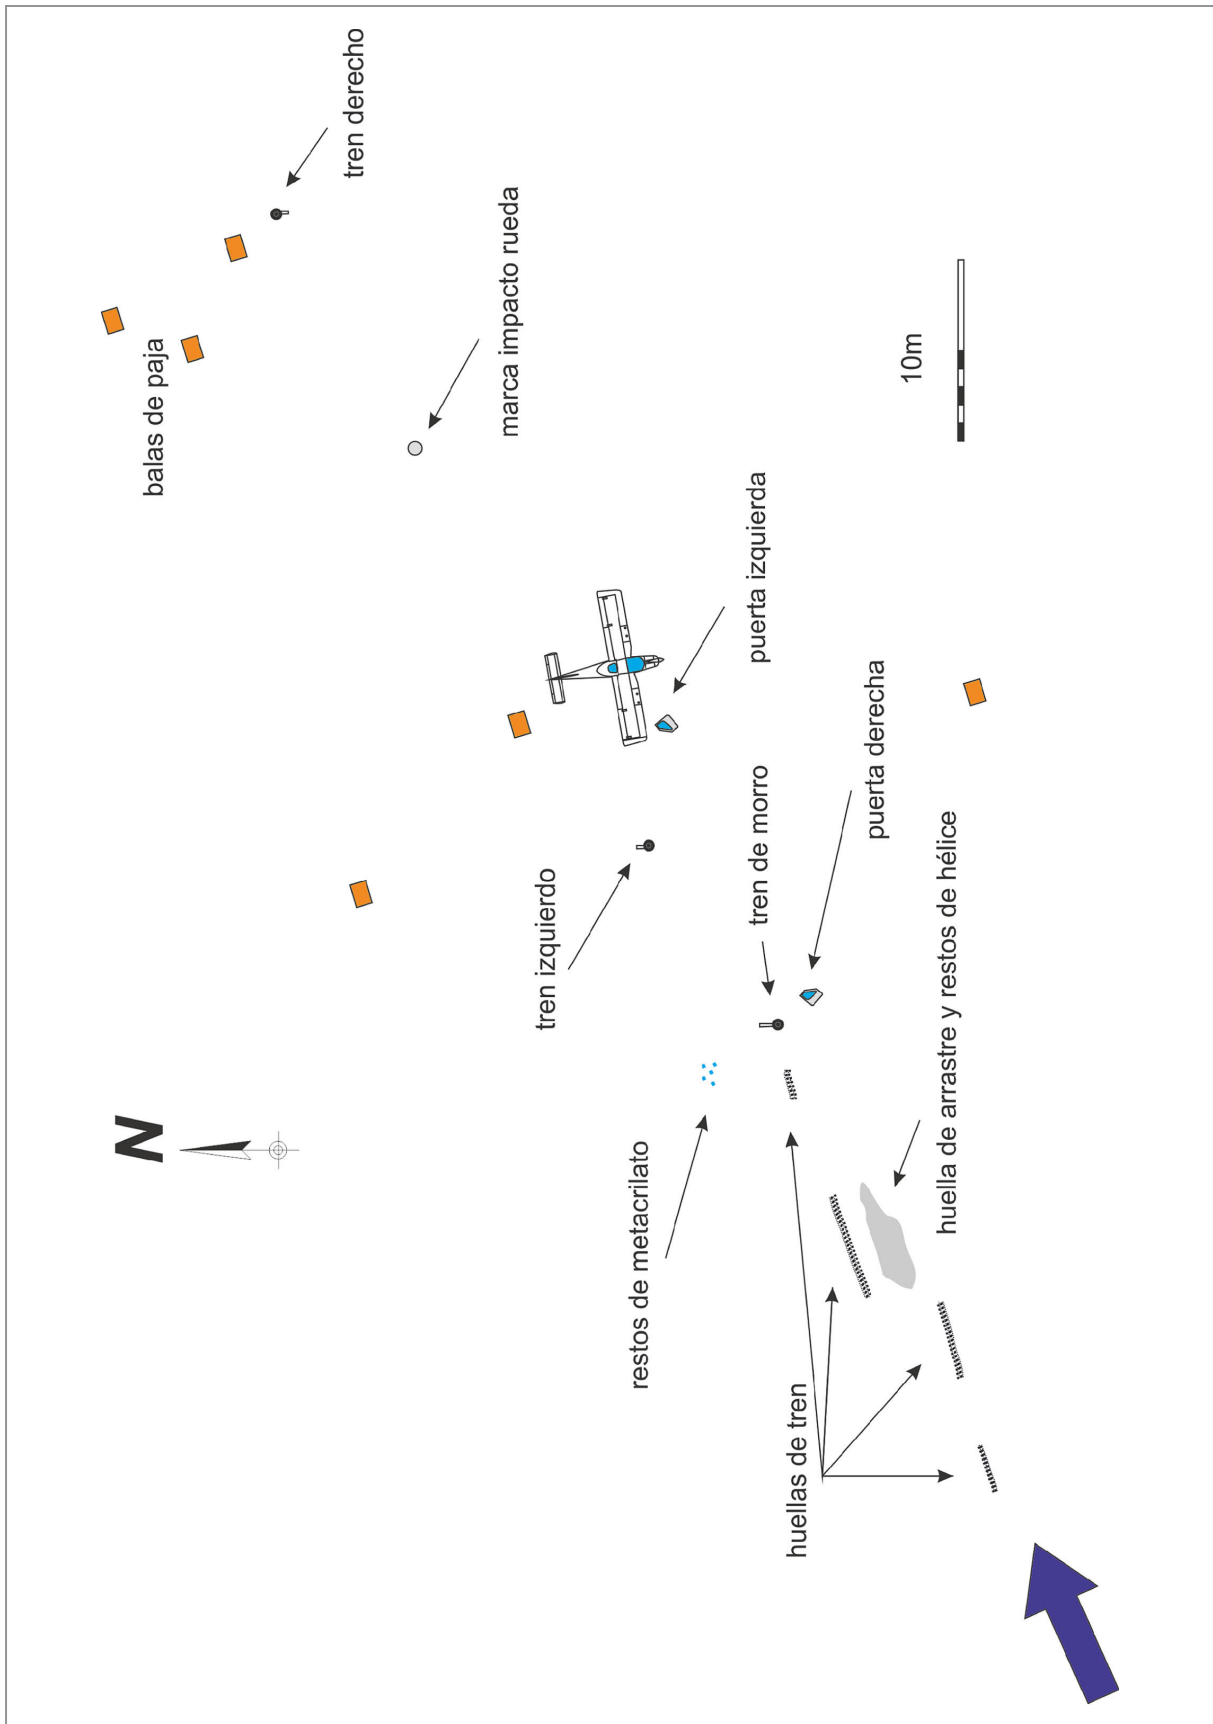 N
balas de paja
tren derecho
marca impacto rueda
tren izquierdo
restos de metacrilato
puerta izquierda
tren de morro
huellas de tren
puerta derecha
10m
huella de arrastre y restos de hélice